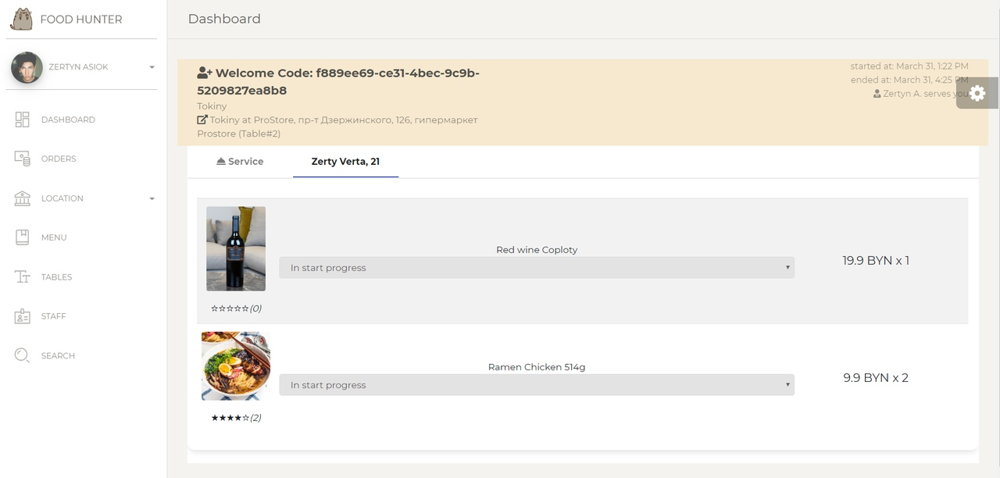 FOOD HUNTER
ZERTYN ASIOK
DASHBOARD
ORDERS
LOCATION
MENU
TABLES
STAFF
SEARCH
Dashboard
Welcome Code: f889ee69-ce31-4bec-9c9b-
5209827ea8b8
Tokiny
Tokiny at ProStore, пр-т Дзержинского, 126, гипермаркет
Prostore (Table#2)
started at: March 31, 1:22 PM
ended at: March 31, 4:25 PM
Zertyn A. serves you
Service
Zerty Verta, 21
Red wine Coploty
In start progress
19.9 BYN x 1
☆☆☆☆☆(0)
Ramen Chicken 514g
In start progress
9.9 BYN x 2
★★★★☆(2)